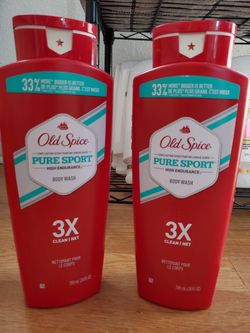 33% MORE* BIGGER IS BETTER
DE PLUS* PLUS GRAND, C'EST MIEUX
Old Spice
PURE SPORT
HIGH ENDURANCE
BODY WASH
3X
CLEAN | NET
NETTOYANT POUR
LE CORPS
33% MORE* BIGGER IS BETTER
DE PLUS* PLUS GRAND, C'EST MIEUX
Old Spice
PURE SPORT
HIGH ENDURANCE
BODY WASH
3X
CLEAN | NET
NETTOYANT POUR
LE CORPS